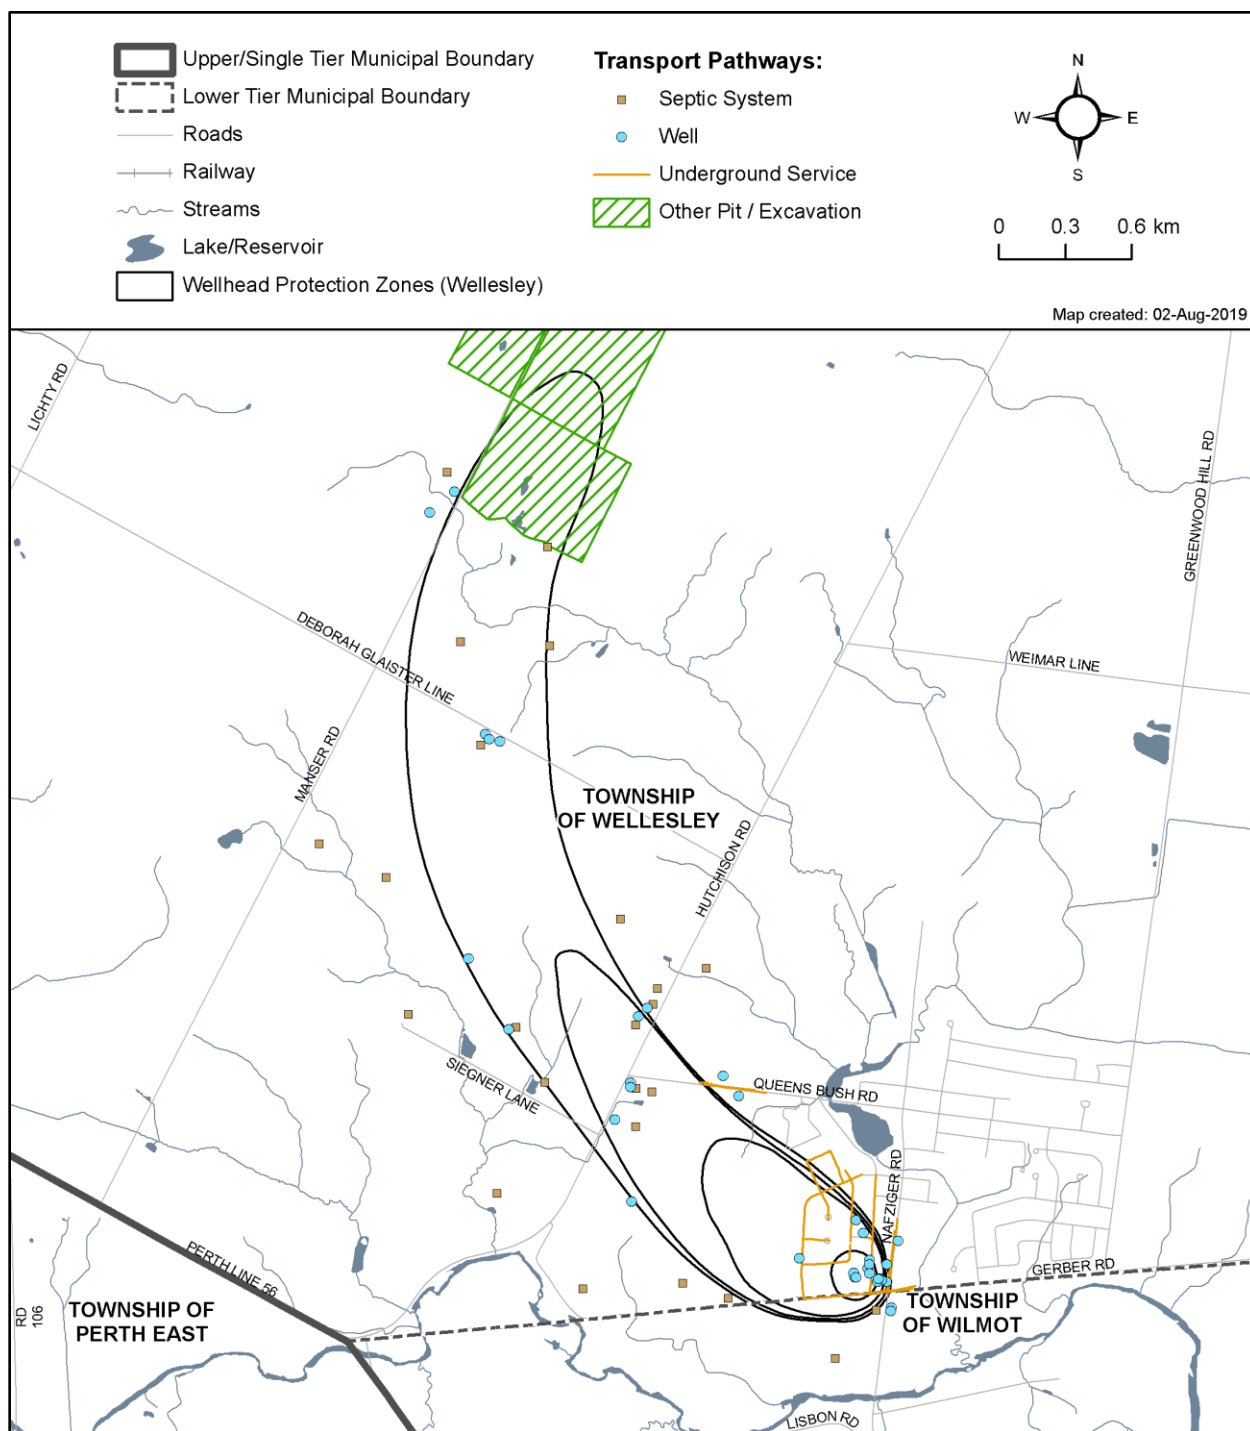 Upper/Single Tier Municipal Boundary
Lower Tier Municipal Boundary
Roads
Railway
Streams
Lake/Reservoir
Wellhead Protection Zones (Wellesley)
Transport Pathways:
Septic System
Well
Underground Service
Other Pit / Excavation
N
W
E
S
0 0.3 0.6 km
Map created: 02-Aug-2019
LICHTY RD
GREENWOOD HILL RD
DEBORAH GLAISTER LINE
WEIMAR LINE
MANSER RD
TOWNSHIP
OF WELLESLEY
HUTCHISON RD
SIEGNER LANE
QUEENS BUSH RD
NAFZIGER RD
PERTH LINE 56
GERBER RD
RD
106
TOWNSHIP OF
PERTH EAST
TOWNSHIP
OF WILMOT
LISBON RD